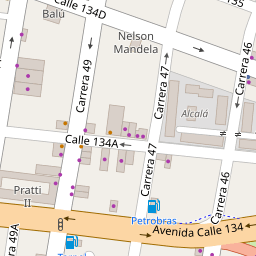 Calle 134D
Balú
Nelson
Mandela
135
Carrera 49
Carrera 47
Carrera 46
Alcalá
Calle 134A
Carrera 47
Carrera 46
Pratti
II
Petrobras
Avenida Calle 134
49A